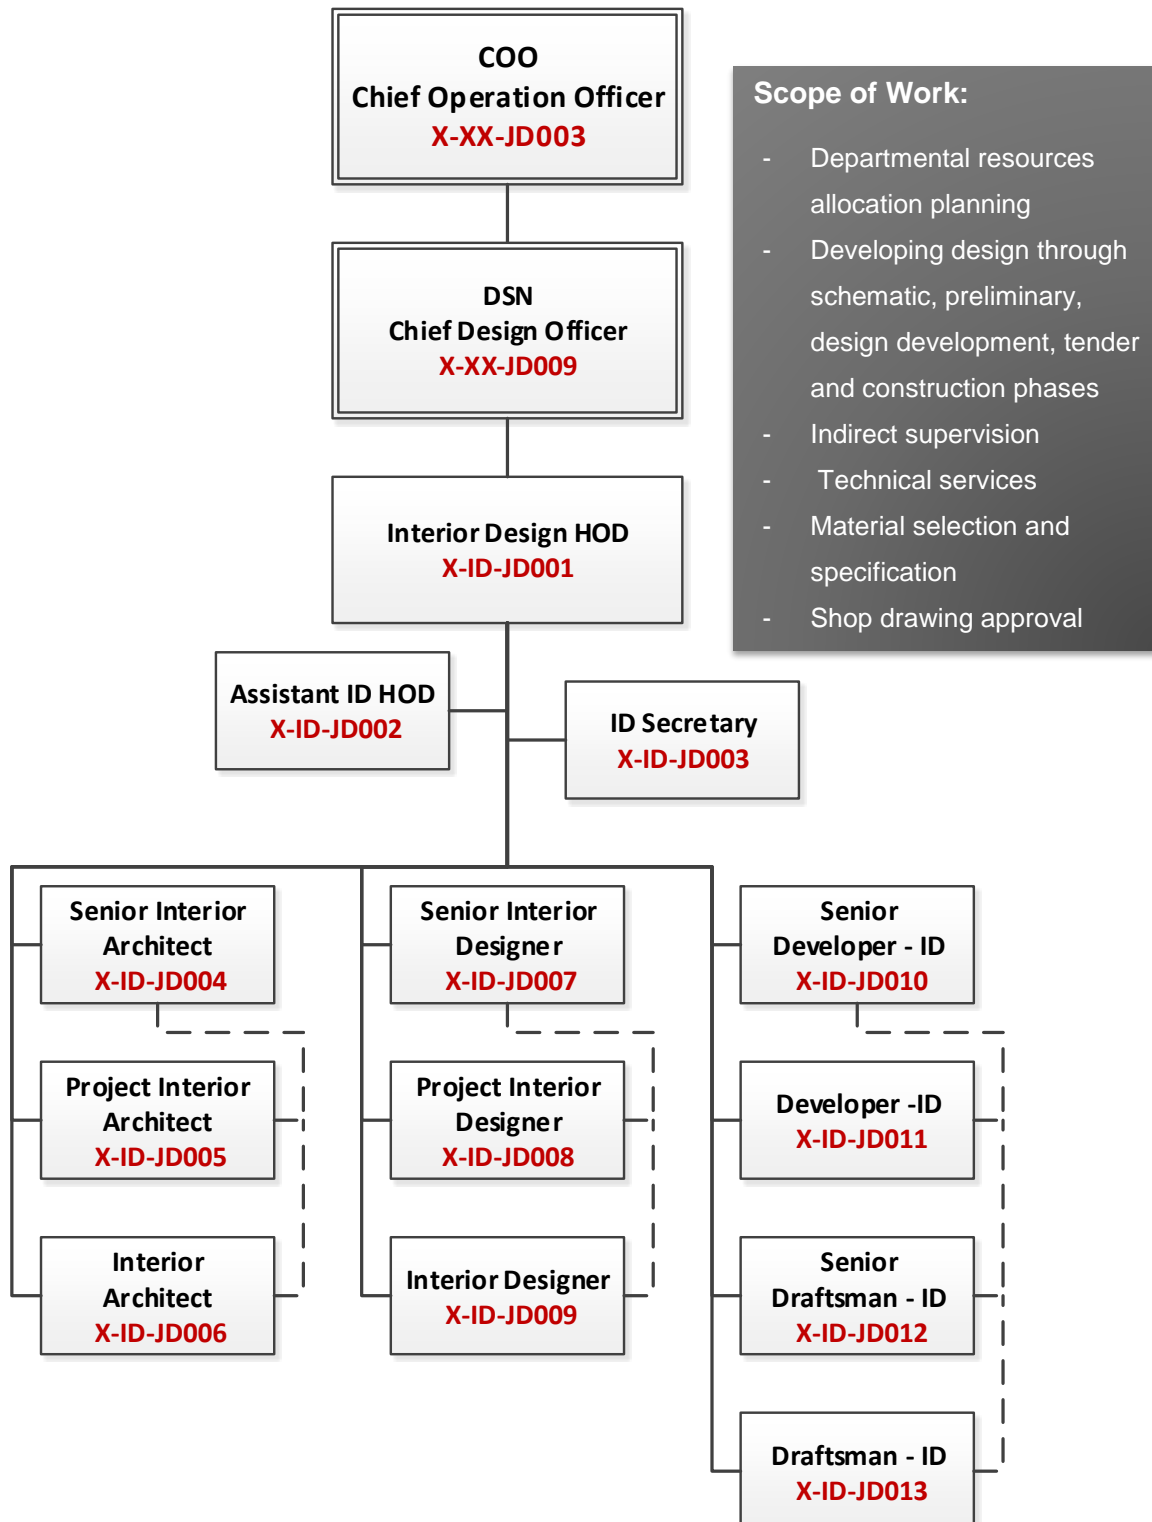 COO
Chief Operation Officer
X-XX-JD003
Scope of Work:
- Departmental resources
allocation planning
- Developing design through
schematic, preliminary,
design development, tender
and construction phases
- Indirect supervision
- Technical services
- Material selection and
specification
- Shop drawing approval
DSN
Chief Design Officer
X-XX-JD009
Interior Design HOD
X-ID-JD001
Assistant ID HOD
X-ID-JD002
ID Secretary
X-ID-JD003
Senior Interior
Architect
X-ID-JD004
Project Interior
Architect
X-ID-JD005
Interior
Architect
X-ID-JD006
Senior Interior
Designer
X-ID-JD007
Project Interior
Designer
X-ID-JD008
Interior Designer
X-ID-JD009
Senior
Developer - ID
X-ID-JD010
Developer -ID
X-ID-JD011
Senior
Draftsman - ID
X-ID-JD012
Draftsman - ID
X-ID-JD013